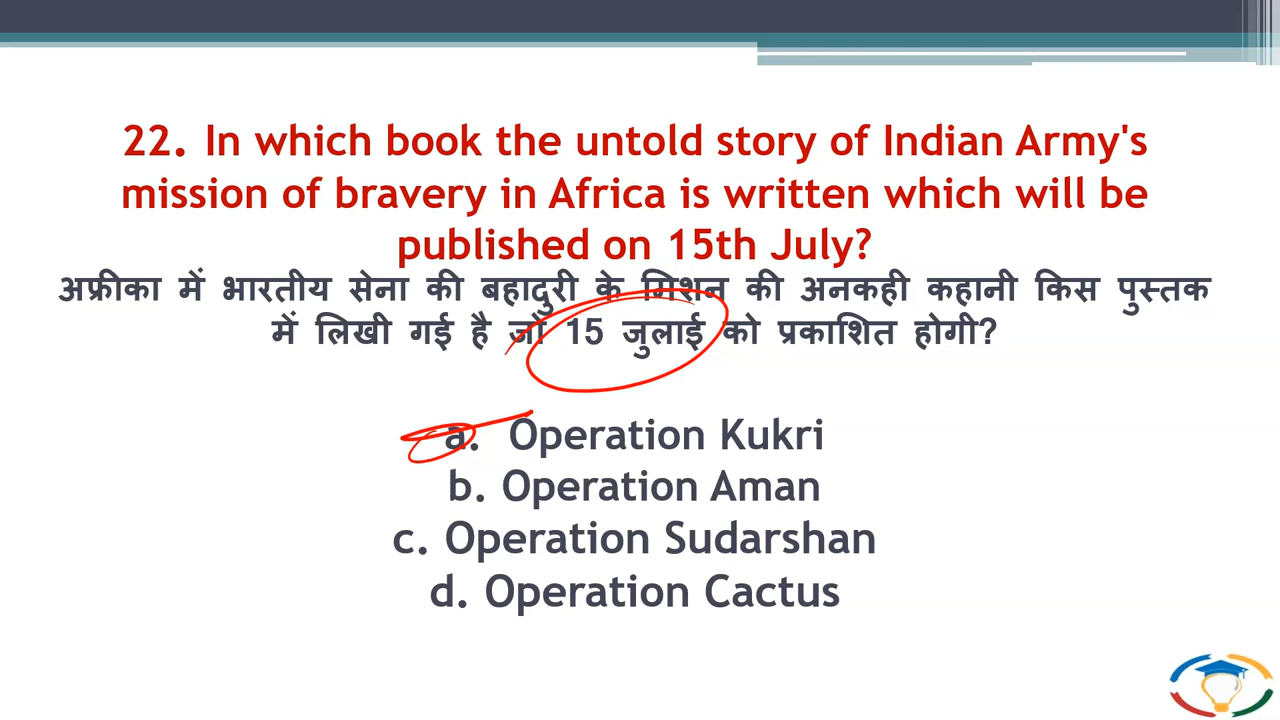 22. In which book the untold story of Indian Army's
mission of bravery in Africa is written which will be
published on 15th July?
अफ्रीका में भारतीय सेना की बहादुरी के मिशन की अनकही कहानी किस पुस्तक
में लिखी गई है जो 15 जुलाई को प्रकाशित होगी?
a. Operation Kukri
b. Operation Aman
c. Operation Sudarshan
d. Operation Cactus